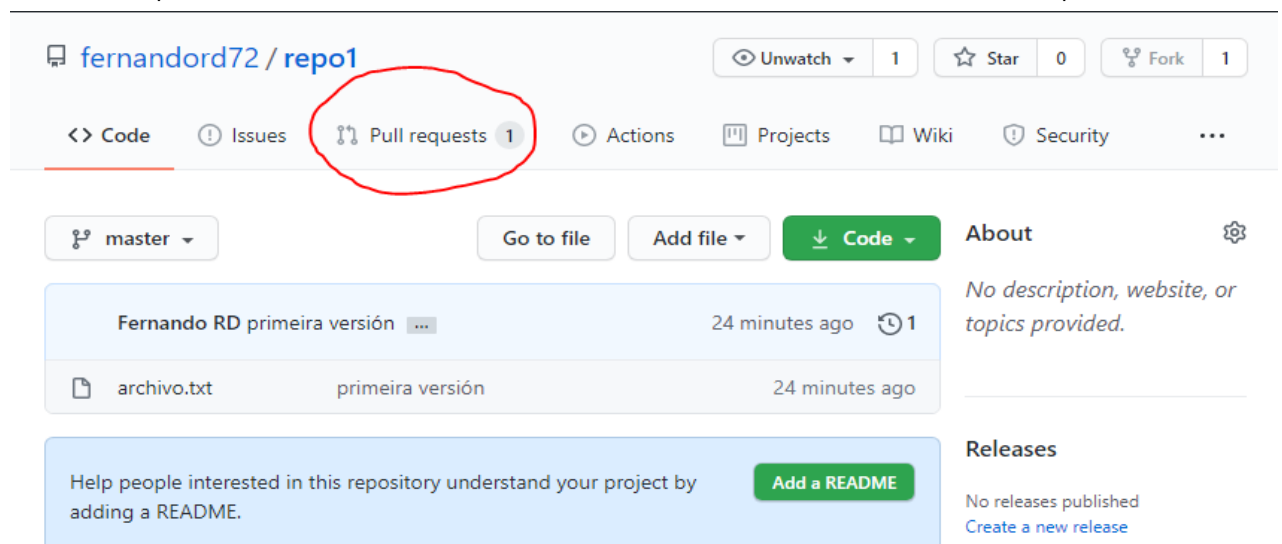 fernandord72 / repo1
Unwatch 1 Star 0 Fork 1
<> Code Issues Pull requests 1 Actions Projects Wiki Security ...
master Go to file Add file Code
About
No description, website, or
topics provided.
Fernando RD primeira versión ... 24 minutes ago 1
archivo.txt primeira versión 24 minutes ago
Help people interested in this repository understand your project by
adding a README.
Add a README
Releases
No releases published
Create a new release